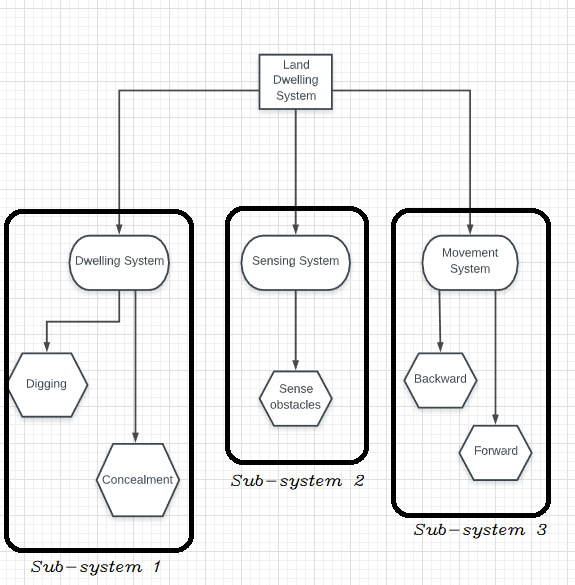 Land
Dwelling
System
Dwelling System
Sensing System
Movement
System
Digging
Sense
obstacles
Backward
Concealment
Forward
Sub-system 1
Sub-system 2
Sub-system 3